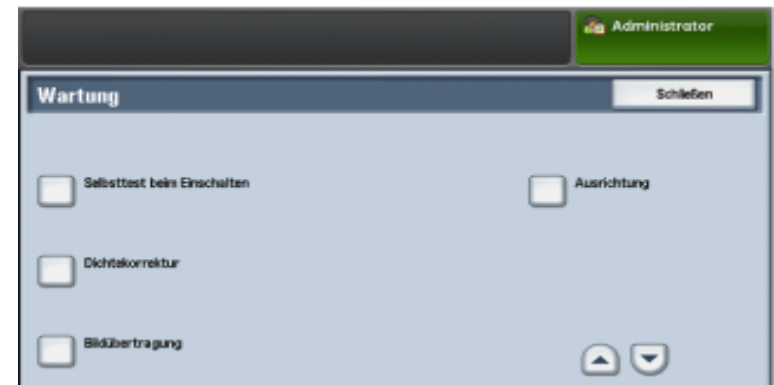 Administrator
Wartung
Schließen
Selbsttest beim Einschalten
Ausrichtung
Dichtekorrektur
Bildübertragung